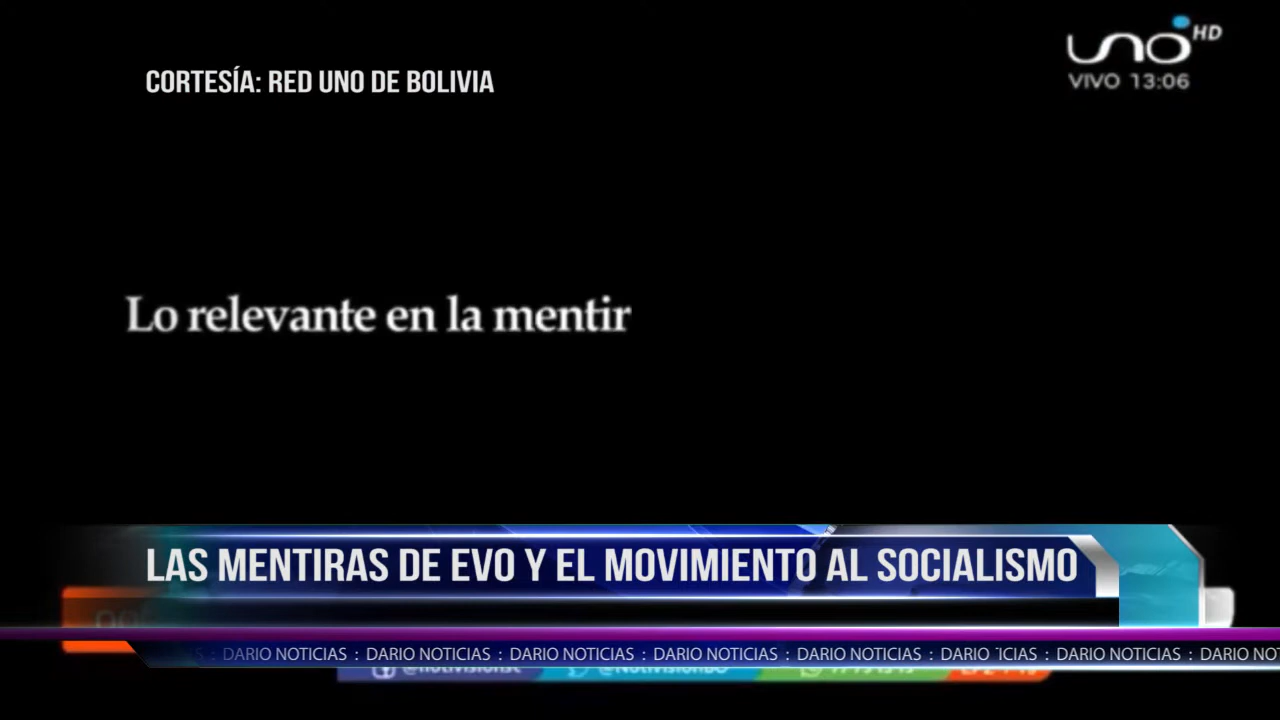 UNO HD
CORTESÍA: RED UNO DE BOLIVIA
VIVO 13:06
Lo relevante en la mentir
LAS MENTIRAS DE EVO Y EL MOVIMIENTO AL SOCIALISMO
DARIO NOTICIAS : DARIO NOTICIAS : DARIO NOTICIAS : DARIO NOTICIAS : DARIO NOTICIAS : DARIO : DARIO NOTICIAS : DARIO